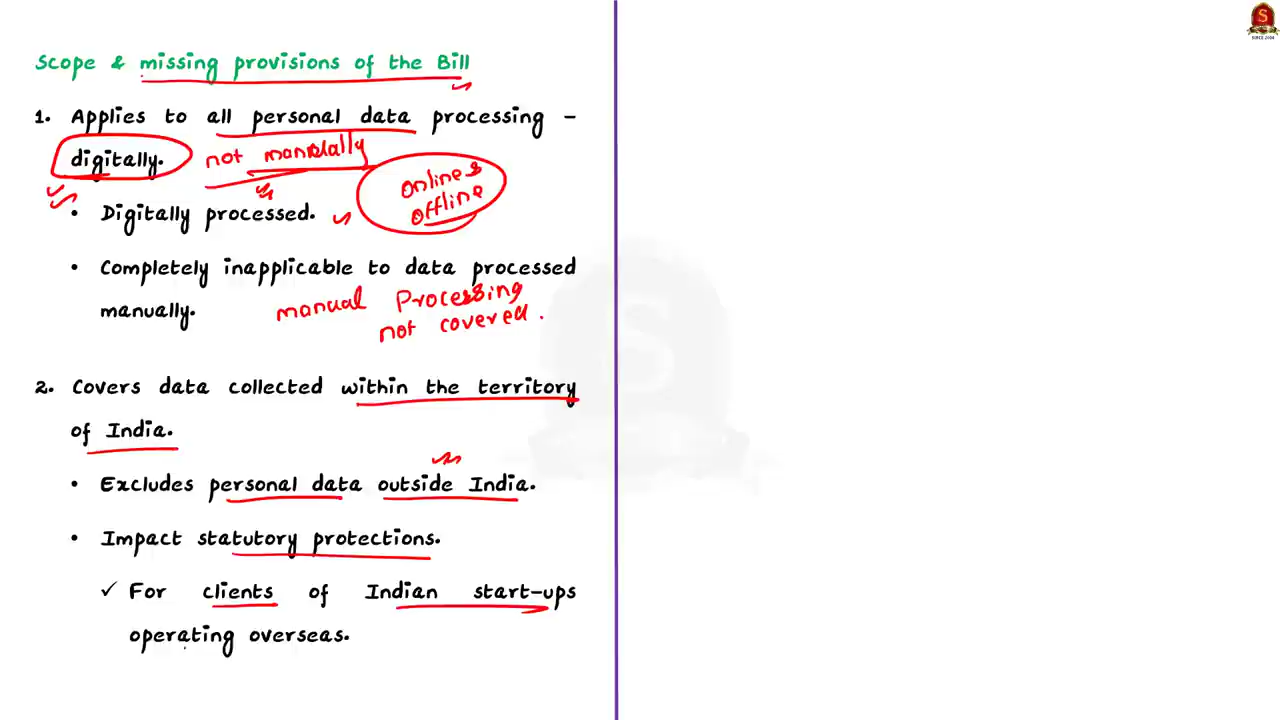 Scope & missing provisions of the Bill
1. Applies to all personal data processing -
digitally. not manually
Online &
offline
• Digitally processed.
• Completely inapplicable to data processed
manually.
manual Processing
not covered.
2. Covers data collected within the territory
of India.
• Excludes personal data outside India.
• Impact statutory protections.
✓ For clients of Indian start-ups
operating overseas.
S
SINCE 2004